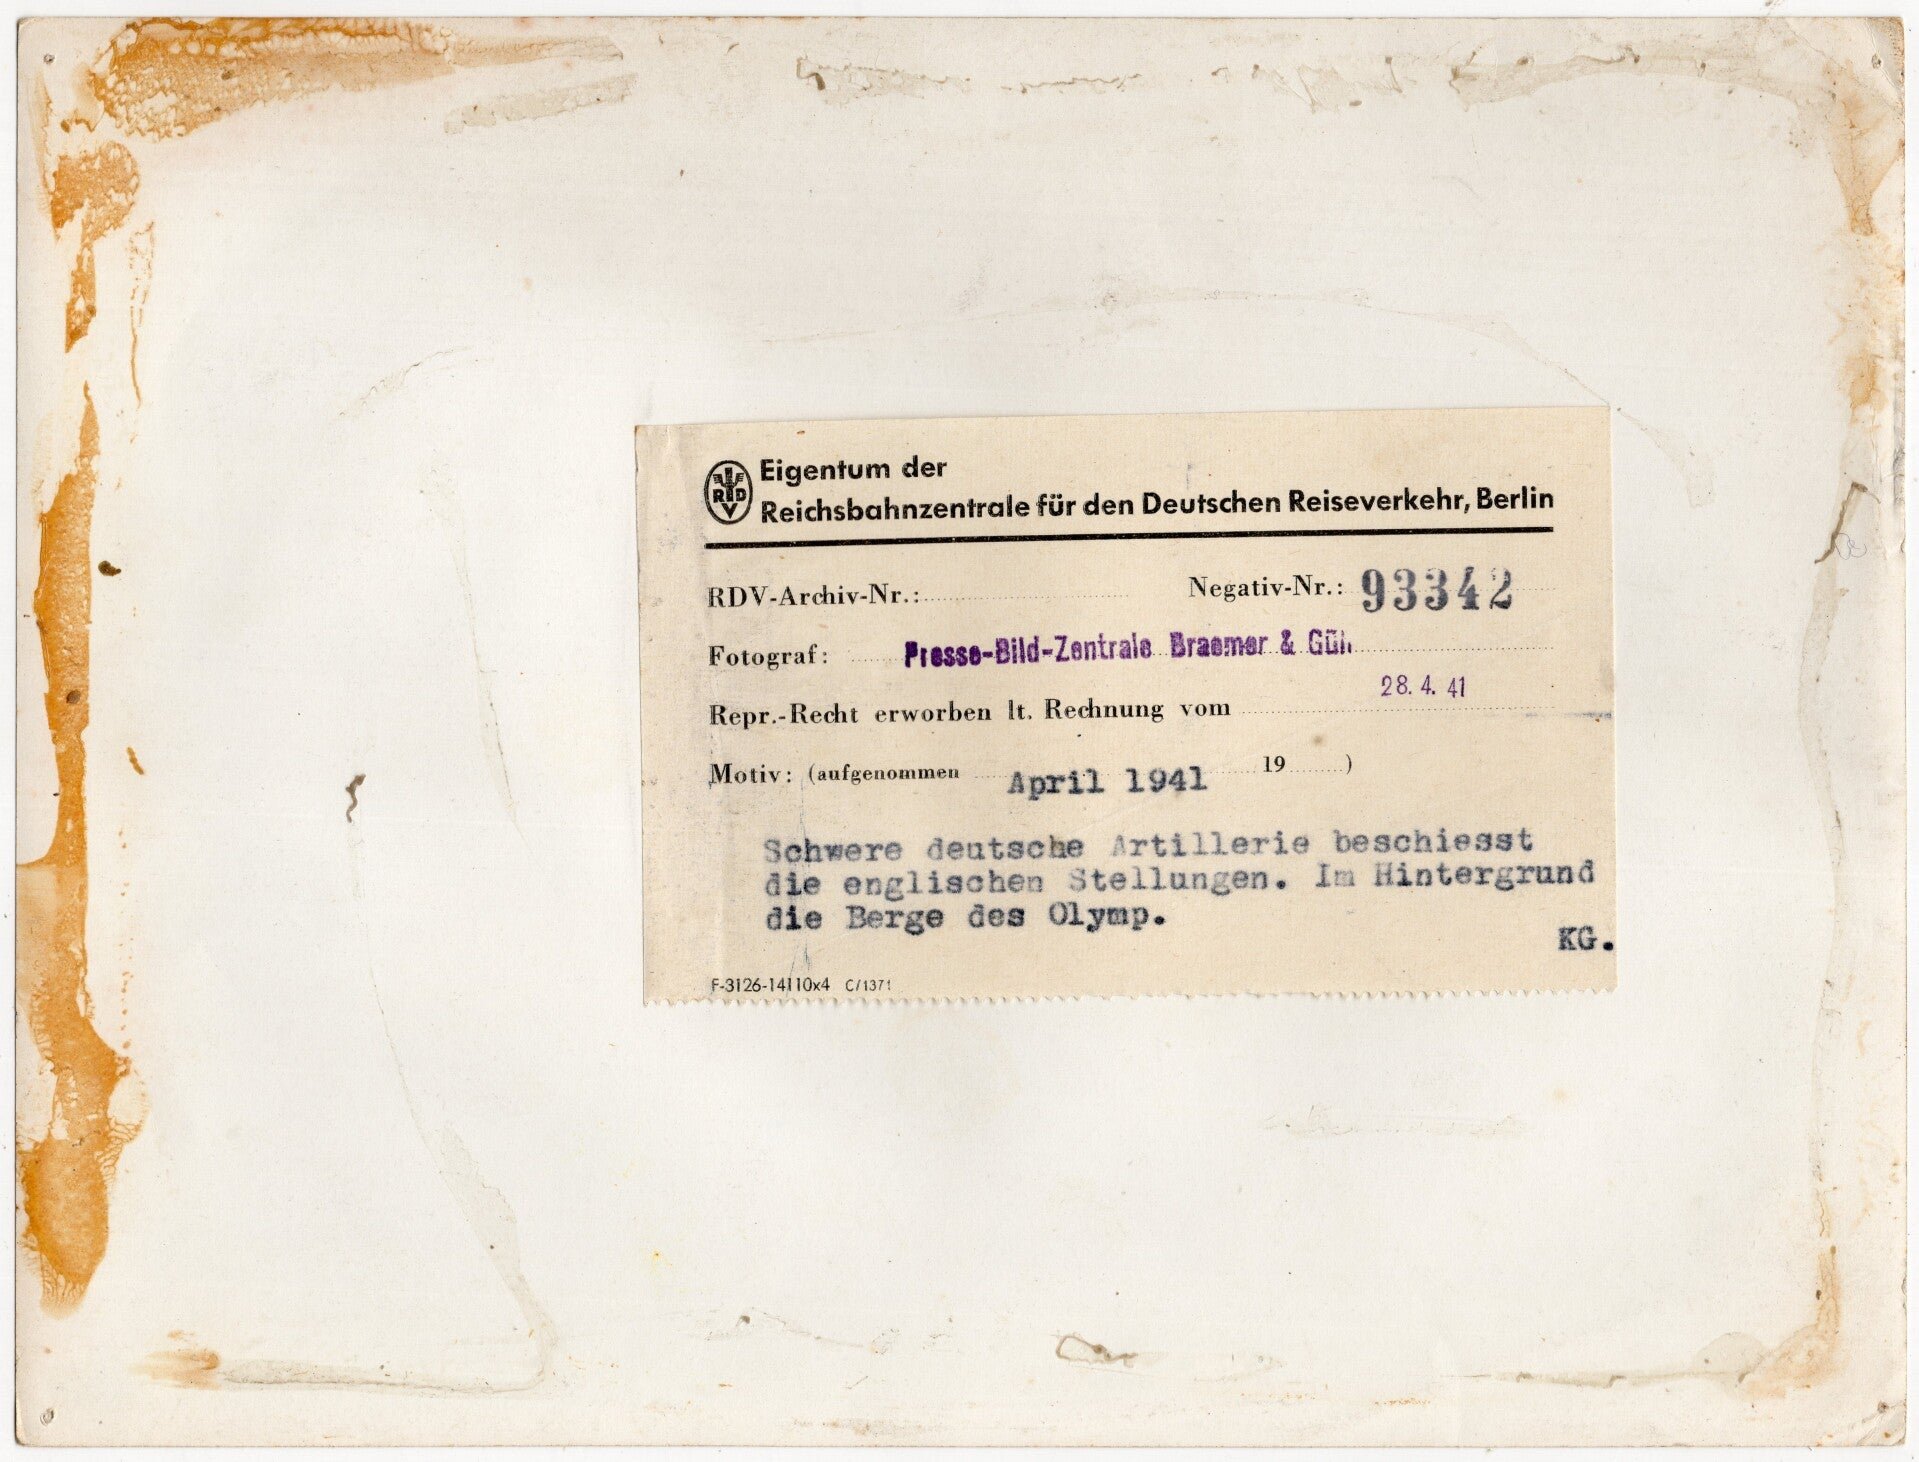 RDV
Eigentum der
Reichsbahnzentrale für den Deutschen Reiseverkehr, Berlin
RDV-Archiv-Nr.: Negativ-Nr.: 93342
Fotograf: Presse-Bild-Zentrale Braemer & Gül
28. 4. 41
Repr.-Recht erworben lt. Rechnung vom
Motiv: (aufgenommen April 1941 19 )
Schwere deutsche Artillerie beschiesst
die englischen Stellungen. Im Hintergrund
die Berge des Olymp.
KG.
F-3126-14110x4 C/1371